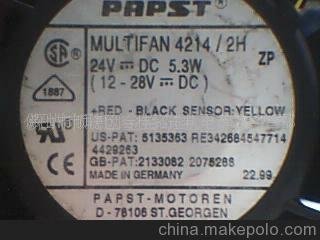 PAPST
MULTIFAN 4214 / 2H
ZP
24V ⎓ DC 5.3W
( 12 - 28V ⎓ DC )
1887
+RED - BLACK SENSOR:YELLOW
US-PAT: 5135363 RE342684547714
4429263
GB-PAT: 2133082 2075266
MADE IN GERMANY 22.99
PAPST-MOTOREN
D - 78106 ST. GEORGEN
china.makepolo.com